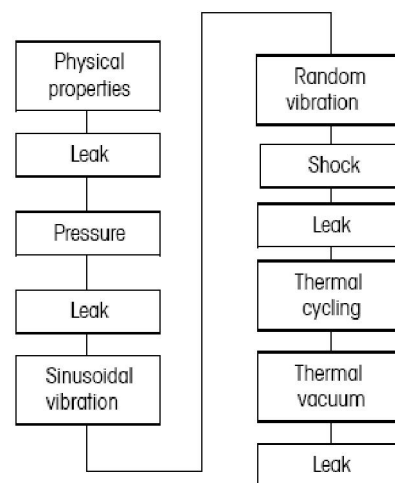 Physical
properties
Leak
Pressure
Leak
Sinusoidal
vibration
Random
vibration
Shock
Leak
Thermal
cycling
Thermal
vacuum
Leak